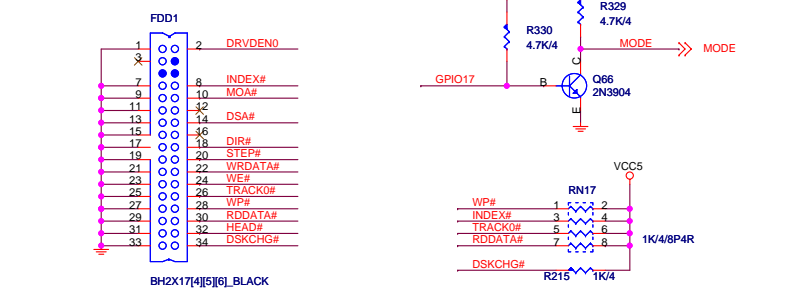 FDD1
1 2 DRVDEN0
3
7 8 INDEX#
9 10 MOA#
11 12
13 14 DSA#
15 16
17 18 DIR#
19 20 STEP#
21 22 WRDATA#
23 24 WE#
25 26 TRACK0#
27 28 WP#
29 30 RDDATA#
31 32 HEAD#
33 34 DSKCHG#
BH2X17[4][5][6]_BLACK
R329
4.7K/4
R330
4.7K/4
MODE MODE
C
GPIO17 B Q66
2N3904
E
VCC5
RN17
WP# 1 2
INDEX# 3 4
TRACK0# 5 6
RDDATA# 7 8
1K/4/8P4R
DSKCHG#
R215 1K/4